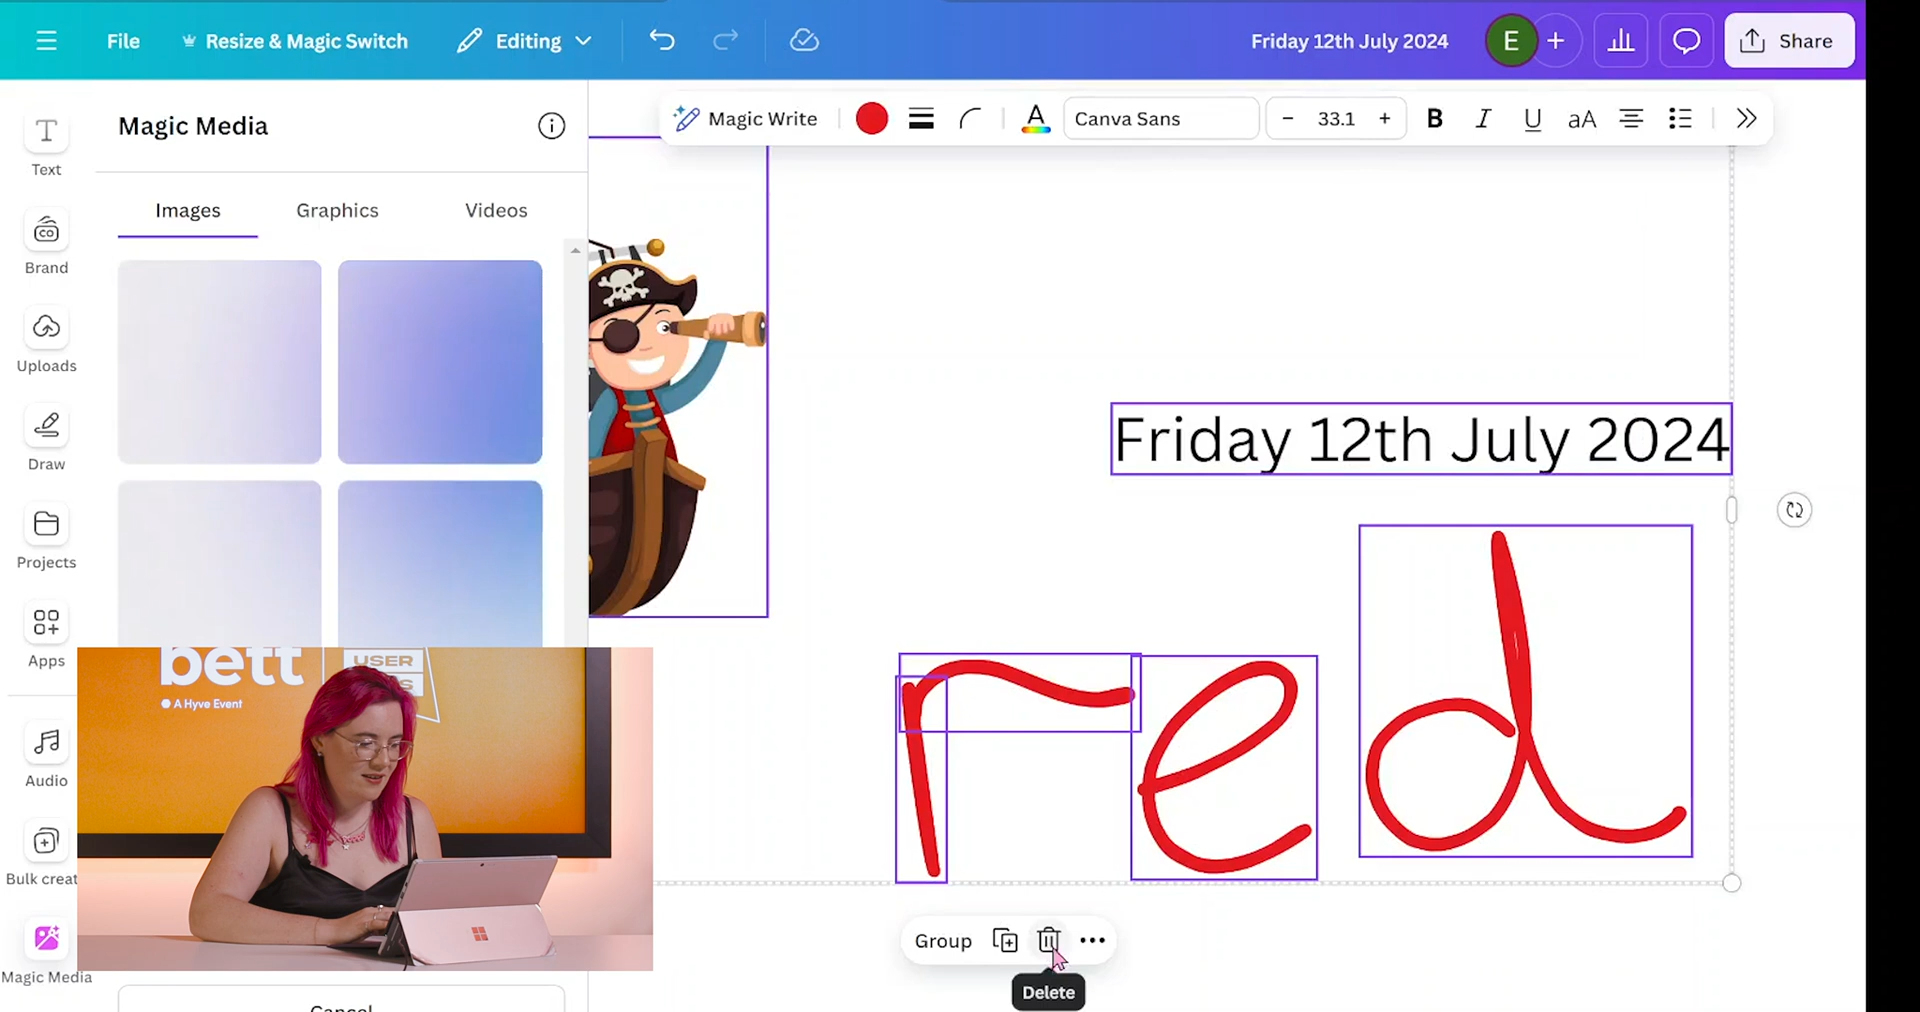 File
Resize & Magic Switch
Editing
Friday 12th July 2024
E
Share
Magic Media
Magic Write
A
Canva Sans
- 33.1 +
B
I
U
aA
T
Text
Images
Graphics
Videos
co
Brand
Uploads
Draw
Projects
Apps
Audio
Bulk creat
Magic Media
Friday 12th July 2024
red
bett
A Hyve Event
USER
Group
Delete